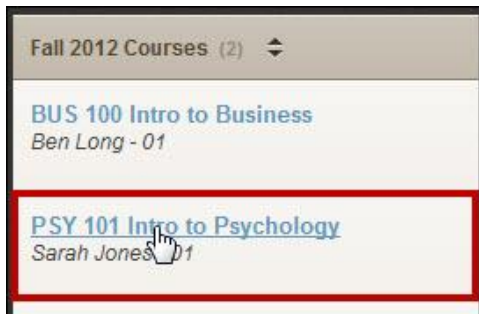 Fall 2012 Courses (2)
BUS 100 Intro to Business
Ben Long - 01
PSY 101 Intro to Psychology
Sarah Jones 01